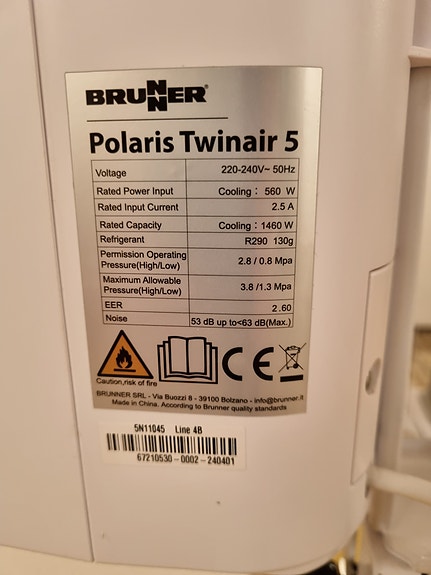 BRUNNER®
Polaris Twinair 5
Voltage 220-240V~ 50Hz
Rated Power Input Cooling : 560 W
Rated Input Current 2.5 A
Rated Capacity Cooling : 1460 W
Refrigerant R290 130g
Permission Operating
Pressure(High/Low) 2.8 / 0.8 Mpa
Maximum Allowable
Pressure(High/Low) 3.8 /1.3 Mpa
EER 2.60
Noise 53 dB up to<63 dB(Max.)
CE
Caution,risk of fire
BRUNNER SRL - Via Buozzi 8 - 39100 Bolzano - info@brunner.it
Made in China. According to Brunner quality standards
5N11045 Line 4B
67210530-0002-240401